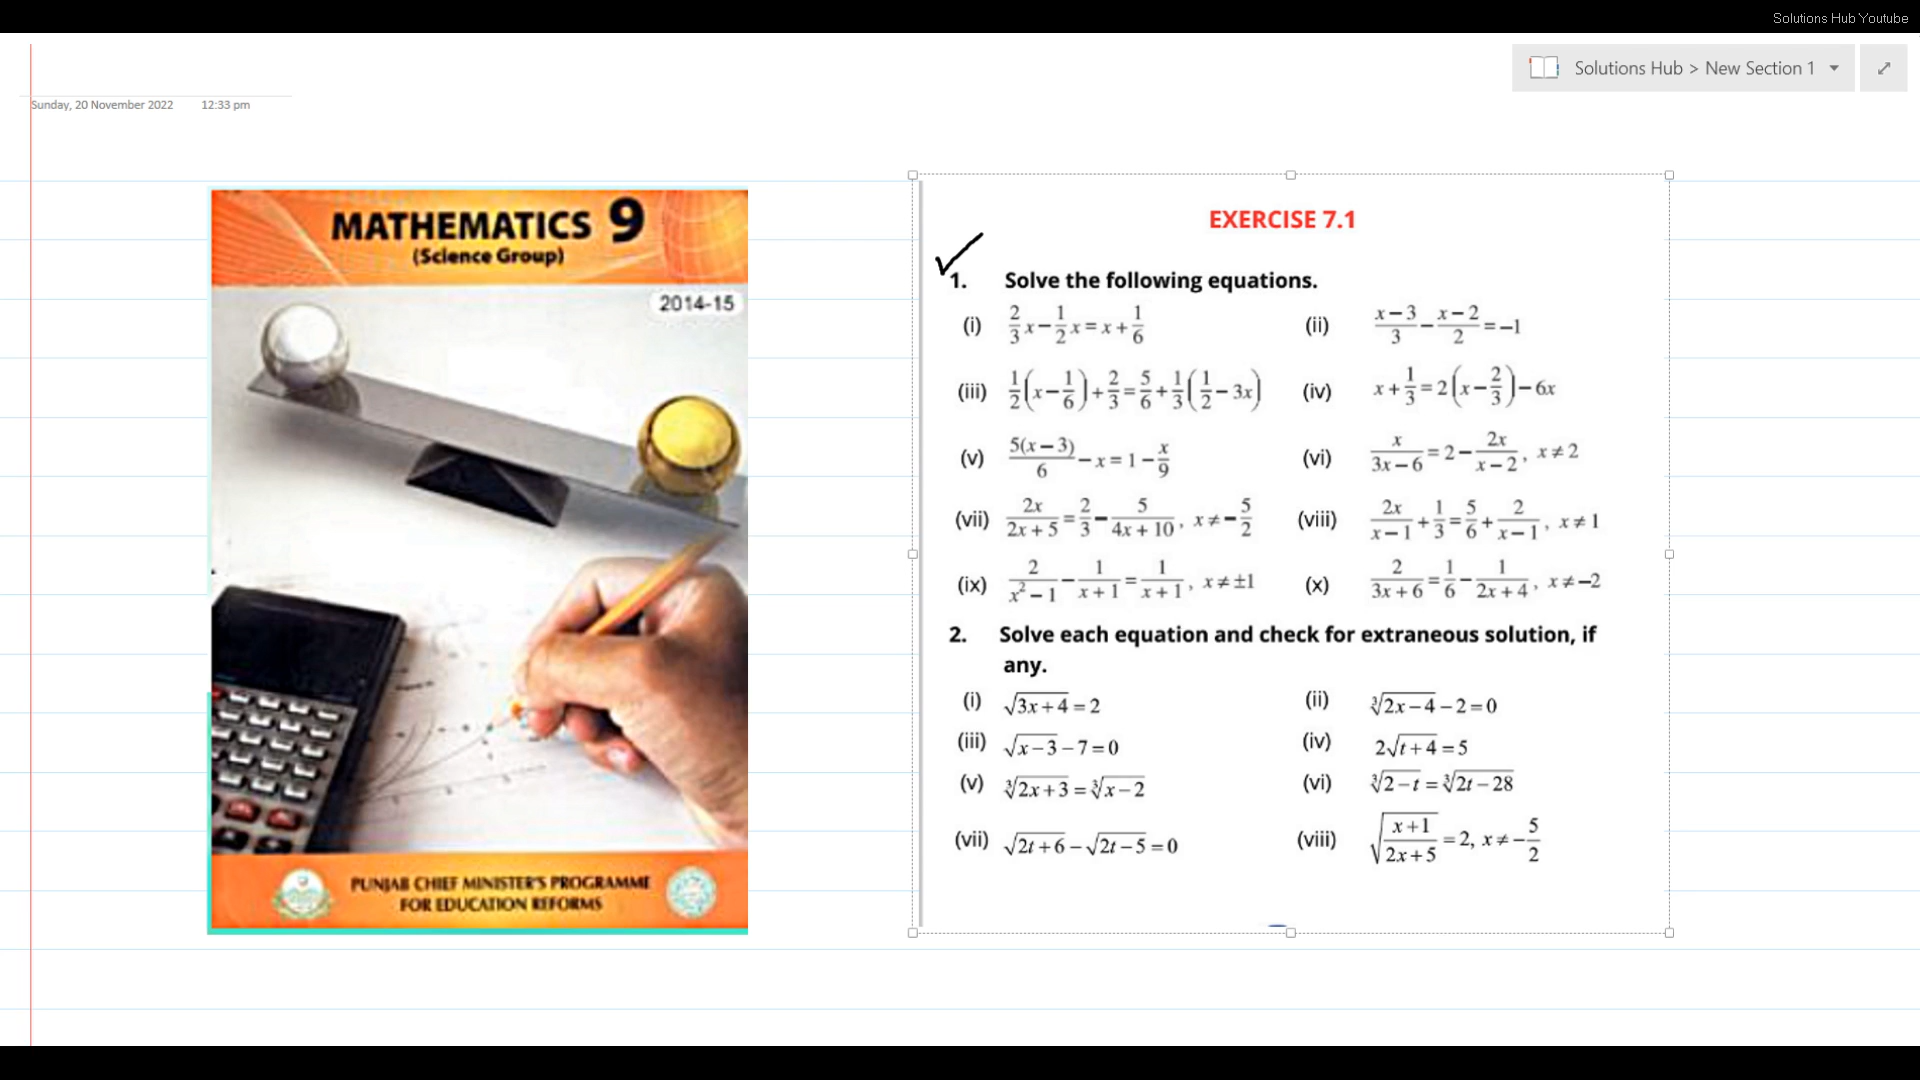 Solutions Hub Youtube
Solutions Hub > New Section 1
Sunday, 20 November 2022 12:33 pm
MATHEMATICS 9
(Science Group)
2014-15
PUNJAB CHIEF MINISTER'S PROGRAMME
FOR EDUCATION REFORMS
EXERCISE 7.1
1. Solve the following equations.
(i) 2/3 x − 1/2 x = x + 1/6 (ii) (x − 3)/3 − (x − 2)/2 = −1
(iii) 1/2 (x − 1/6) + 2/3 = 5/6 + 1/3 (1/2 − 3x) (iv) x + 1/3 = 2 (x − 2/3) − 6x
(v) 5(x − 3)/6 − x = 1 − x/9 (vi) x/(3x − 6) = 2 − 2x/(x − 2), x ≠ 2
(vii) 2x/(2x + 5) = 2/3 − 5/(4x + 10), x ≠ − 5/2 (viii) 2x/(x − 1) + 1/3 = 5/6 + 2/(x − 1), x ≠ 1
(ix) 2/(x² − 1) − 1/(x + 1) = 1/(x + 1), x ≠ ±1 (x) 2/(3x + 6) = 1/6 − 1/(2x + 4), x ≠ −2
2. Solve each equation and check for extraneous solution, if
any.
(i) √(3x + 4) = 2 (ii) ∛(2x − 4) − 2 = 0
(iii) √(x − 3) − 7 = 0 (iv) 2√(t + 4) = 5
(v) ∛(2x + 3) = ∛(x − 2) (vi) ∛(2 − t) = ∛(2t − 28)
(vii) √(2t + 6) − √(2t − 5) = 0 (viii) √((x + 1)/(2x + 5)) = 2, x ≠ − 5/2